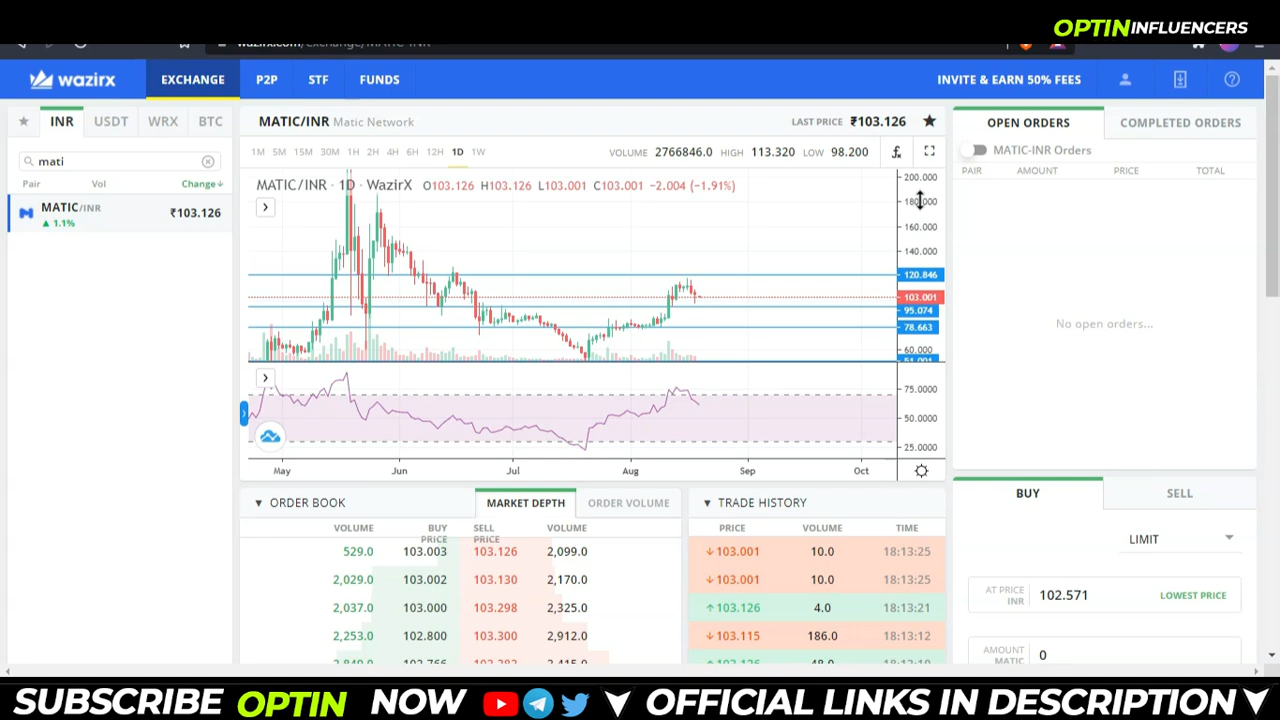 OPTININFLUENCERS
wazirx.com/exchange/MATIC-INR
wazirx EXCHANGE P2P STF FUNDS INVITE & EARN 50% FEES
INR USDT WRX BTC
mati
Pair Vol Change↓
MATIC/INR ₹103.126
▲ 1.1%
MATIC/INR Matic Network LAST PRICE ₹103.126
1M 5M 15M 30M 1H 2H 4H 6H 12H 1D 1W VOLUME 2766846.0 HIGH 113.320 LOW 98.200
MATIC/INR · 1D · WazirX O103.126 H103.126 L103.001 C103.001 −2.004 (−1.91%)
200.000
180.000
160.000
140.000
120.846
103.001
95.074
78.663
60.000
51.001
75.0000
50.0000
25.0000
May Jun Jul Aug Sep Oct
▼ ORDER BOOK MARKET DEPTH ORDER VOLUME
VOLUME BUY PRICE SELL PRICE VOLUME
529.0 103.003 103.126 2,099.0
2,029.0 103.002 103.130 2,170.0
2,037.0 103.000 103.298 2,325.0
2,253.0 102.800 103.300 2,912.0
▼ TRADE HISTORY
PRICE VOLUME TIME
↓103.001 10.0 18:13:25
↓103.001 10.0 18:13:25
↑103.126 4.0 18:13:21
↓103.115 186.0 18:13:12
OPEN ORDERS COMPLETED ORDERS
MATIC-INR Orders
PAIR AMOUNT PRICE TOTAL
No open orders...
BUY SELL
LIMIT
AT PRICE INR 102.571 LOWEST PRICE
AMOUNT MATIC 0
SUBSCRIBE OPTIN NOW OFFICIAL LINKS IN DESCRIPTION